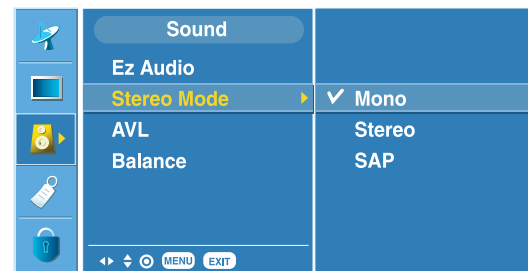 Sound
Ez Audio
Stereo Mode
AVL
Balance
Mono
Stereo
SAP
MENU EXIT